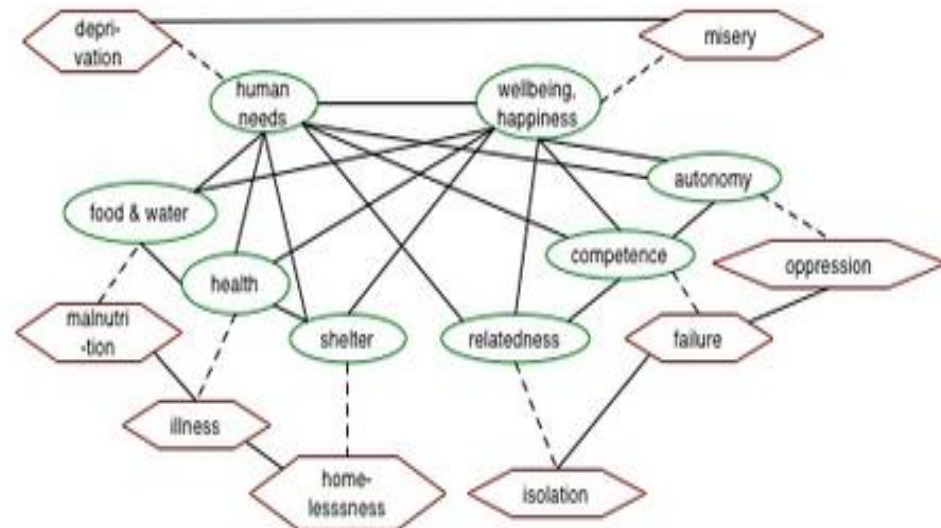 depri-
vation
misery
human
needs
wellbeing,
happiness
autonomy
food & water
competence
oppression
health
malnutri
-tion
shelter
relatedness
failure
illness
home-
lesssness
isolation